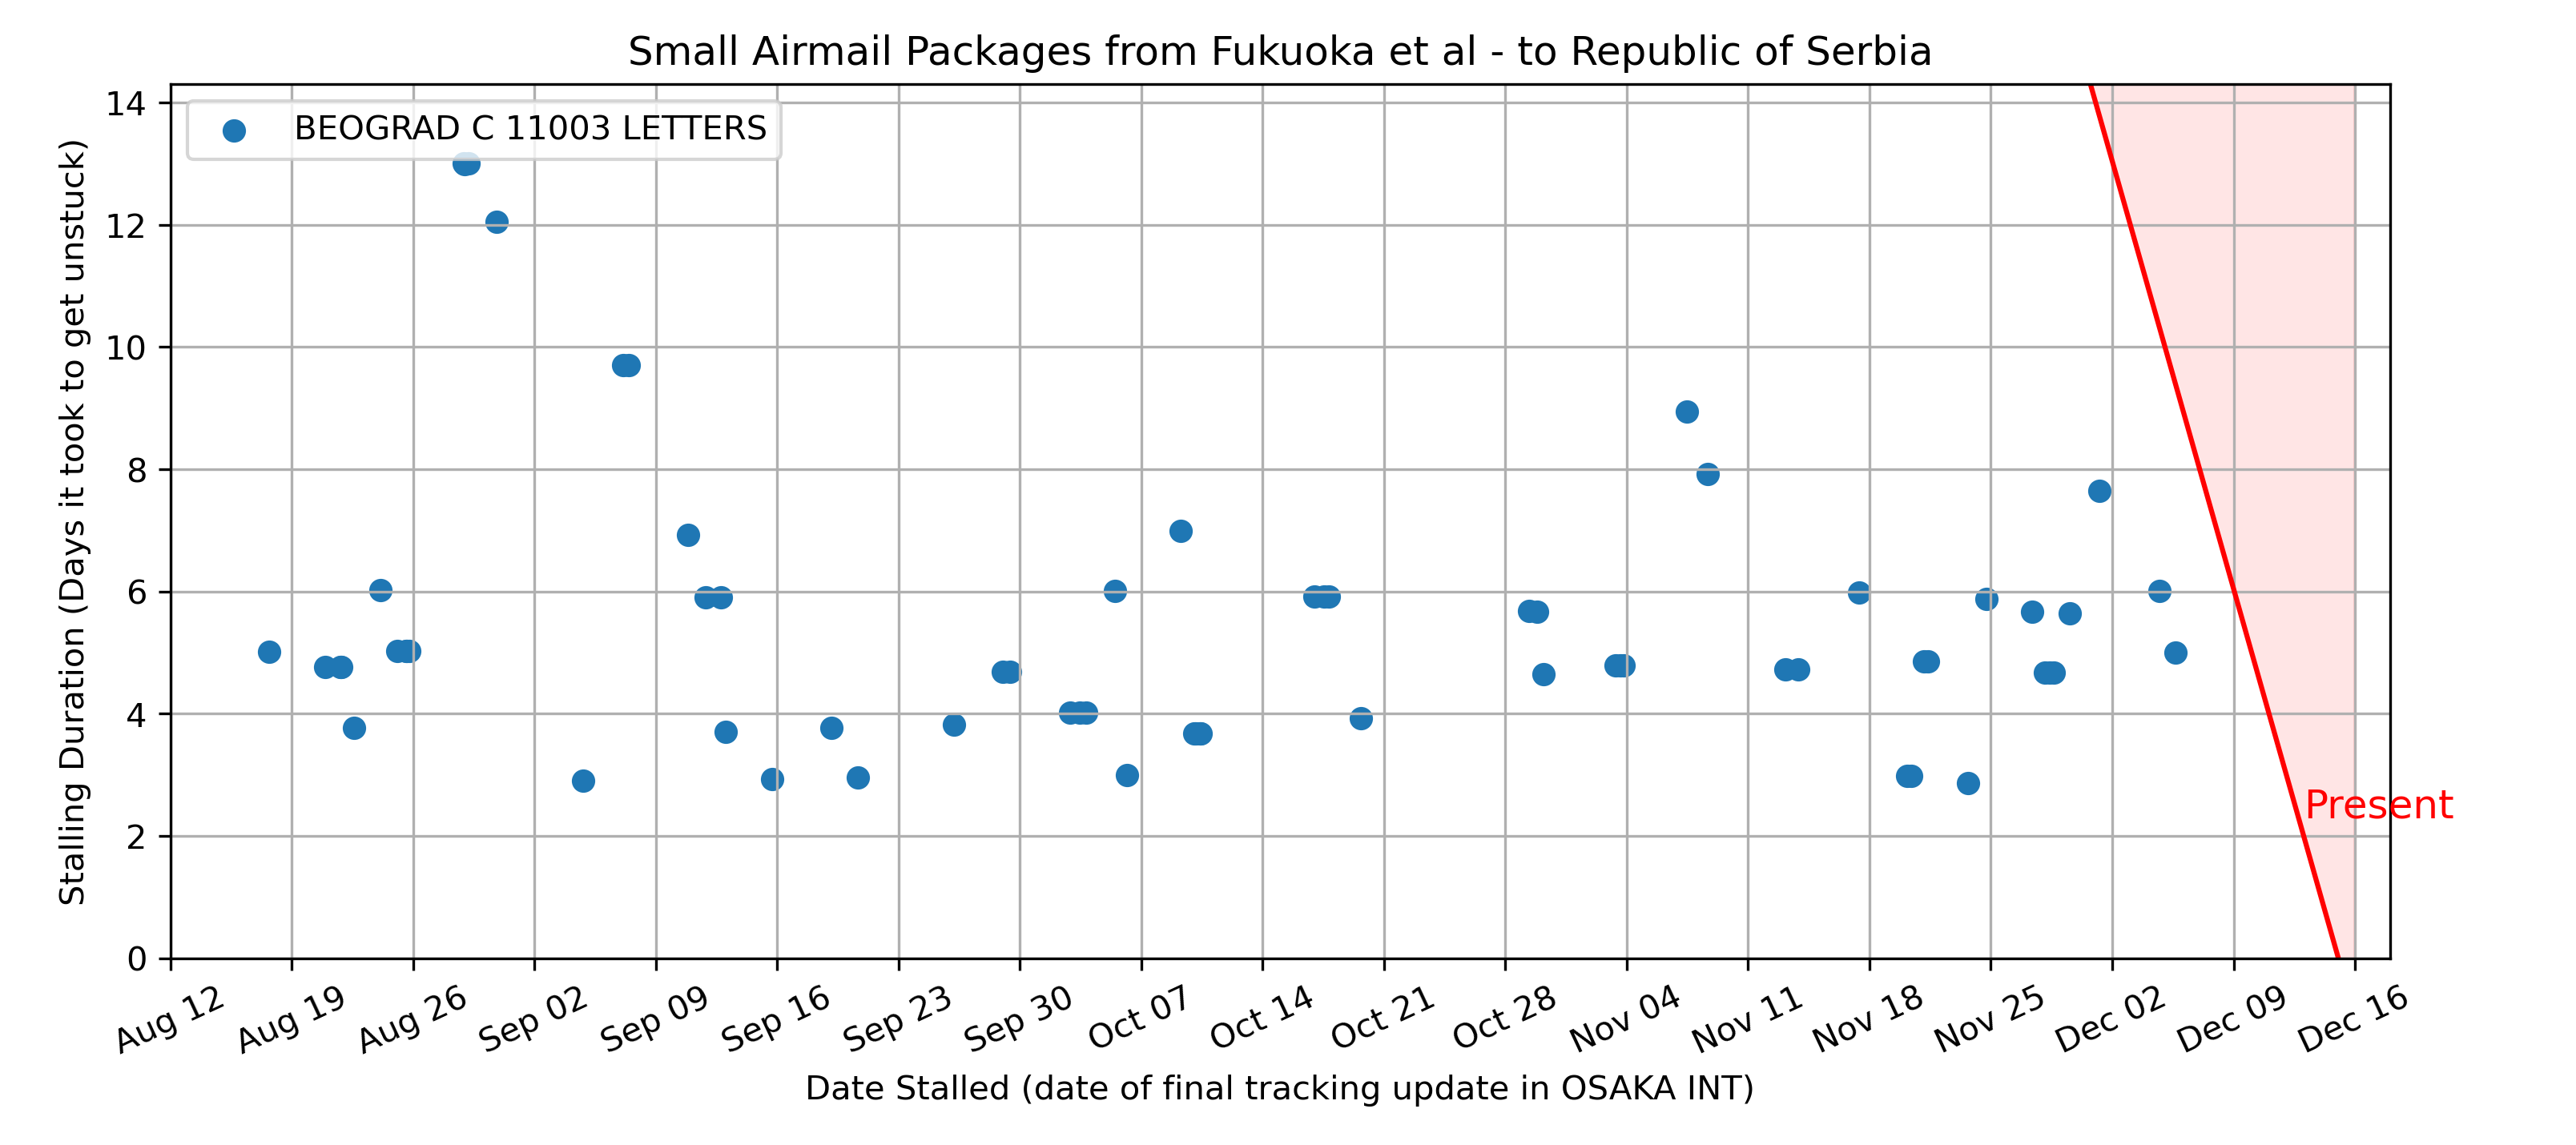 Small Airmail Packages from Fukuoka et al - to Republic of Serbia
BEOGRAD C 11003 LETTERS
Stalling Duration (Days it took to get unstuck)
14
12
10
8
6
4
2
0
Present
Aug 12
Aug 19
Aug 26
Sep 02
Sep 09
Sep 16
Sep 23
Sep 30
Oct 07
Oct 14
Oct 21
Oct 28
Nov 04
Nov 11
Nov 18
Nov 25
Dec 02
Dec 09
Dec 16
Date Stalled (date of final tracking update in OSAKA INT)